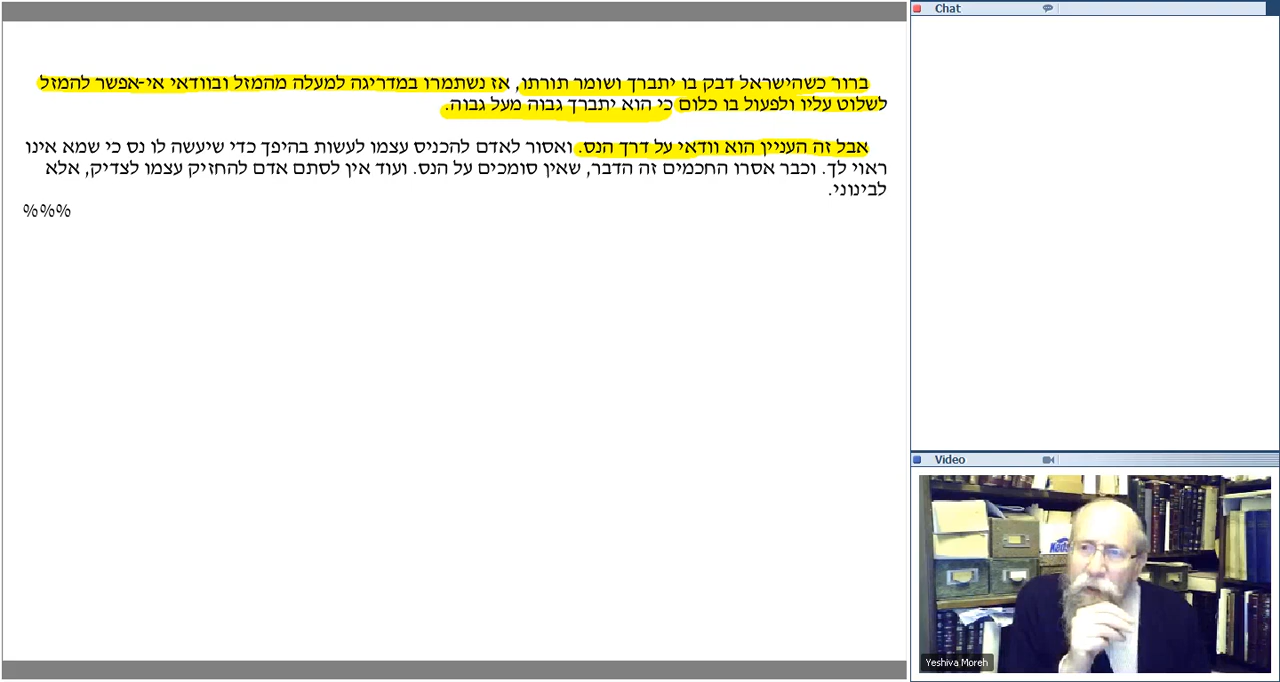 Chat
ברור כשהישראל דבק בו יתברך ושומר תורתו, אז נשתמרו במדריגה למעלה מהמזל ובוודאי אי-אפשר להמזל
לשלוט עליו ולפעול בו כלום כי הוא יתברך גבוה מעל גבוה.
אבל זה העניין הוא וודאי על דרך הנס. ואסור לאדם להכניס עצמו לעשות בהיפך כדי שיעשה לו נס כי שמא אינו
ראוי לך. וכבר אסרו החכמים זה הדבר, שאין סומכים על הנס. ועוד אין לסתם אדם להחזיק עצמו לצדיק, אלא
לבינוני.
%%%
Video
Yeshiva Moreh